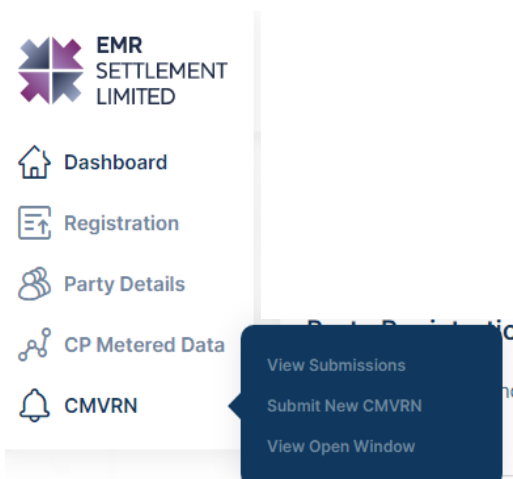 EMR
SETTLEMENT
LIMITED
Dashboard
Registration
Party Details
CP Metered Data
CMVRN
View Submissions
Submit New CMVRN
View Open Window